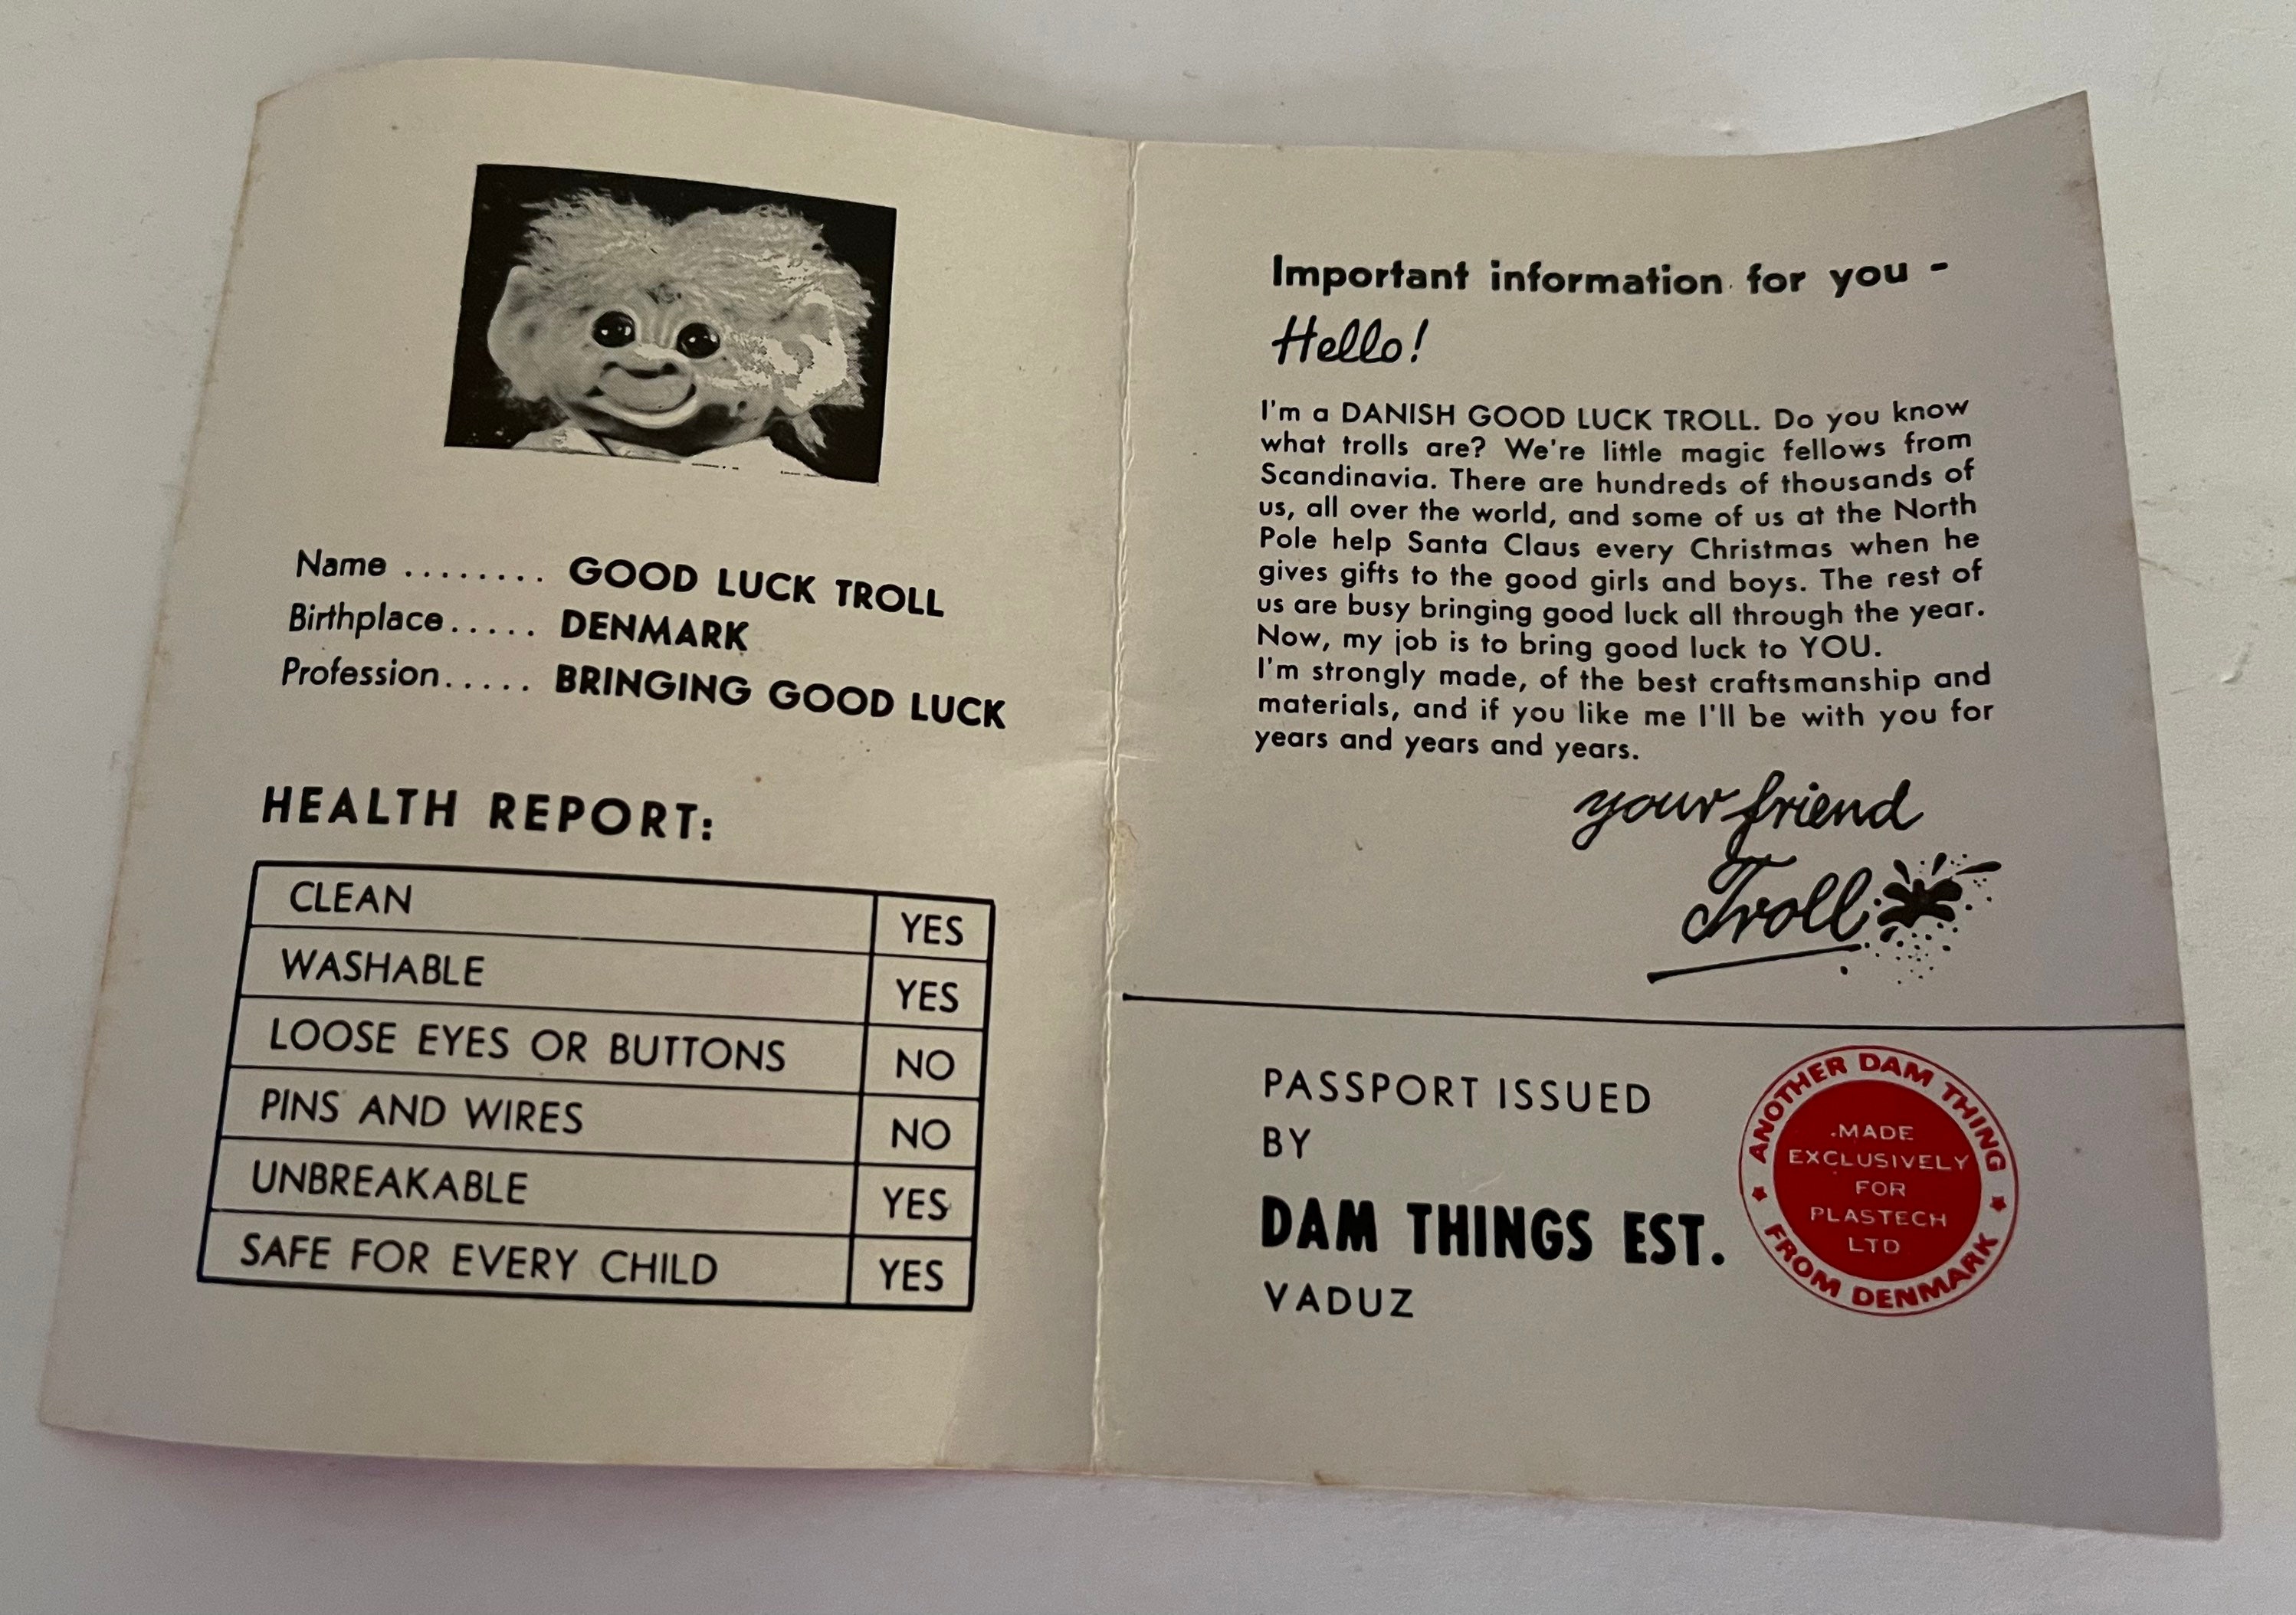 Name ........ GOOD LUCK TROLL
Birthplace..... DENMARK
Profession..... BRINGING GOOD LUCK
HEALTH REPORT:
CLEAN YES
WASHABLE YES
LOOSE EYES OR BUTTONS NO
PINS AND WIRES NO
UNBREAKABLE YES
SAFE FOR EVERY CHILD YES
Important information for you -
Hello!
I'm a DANISH GOOD LUCK TROLL. Do you know
what trolls are? We're little magic fellows from
Scandinavia. There are hundreds of thousands of
us, all over the world, and some of us at the North
Pole help Santa Claus every Christmas when he
gives gifts to the good girls and boys. The rest of
us are busy bringing good luck all through the year.
Now, my job is to bring good luck to YOU.
I'm strongly made, of the best craftsmanship and
materials, and if you like me I'll be with you for
years and years and years.
your friend
Troll
PASSPORT ISSUED
BY
DAM THINGS EST.
VADUZ
ANOTHER DAM THING
MADE
EXCLUSIVELY
FOR
PLASTECH
LTD
FROM DENMARK